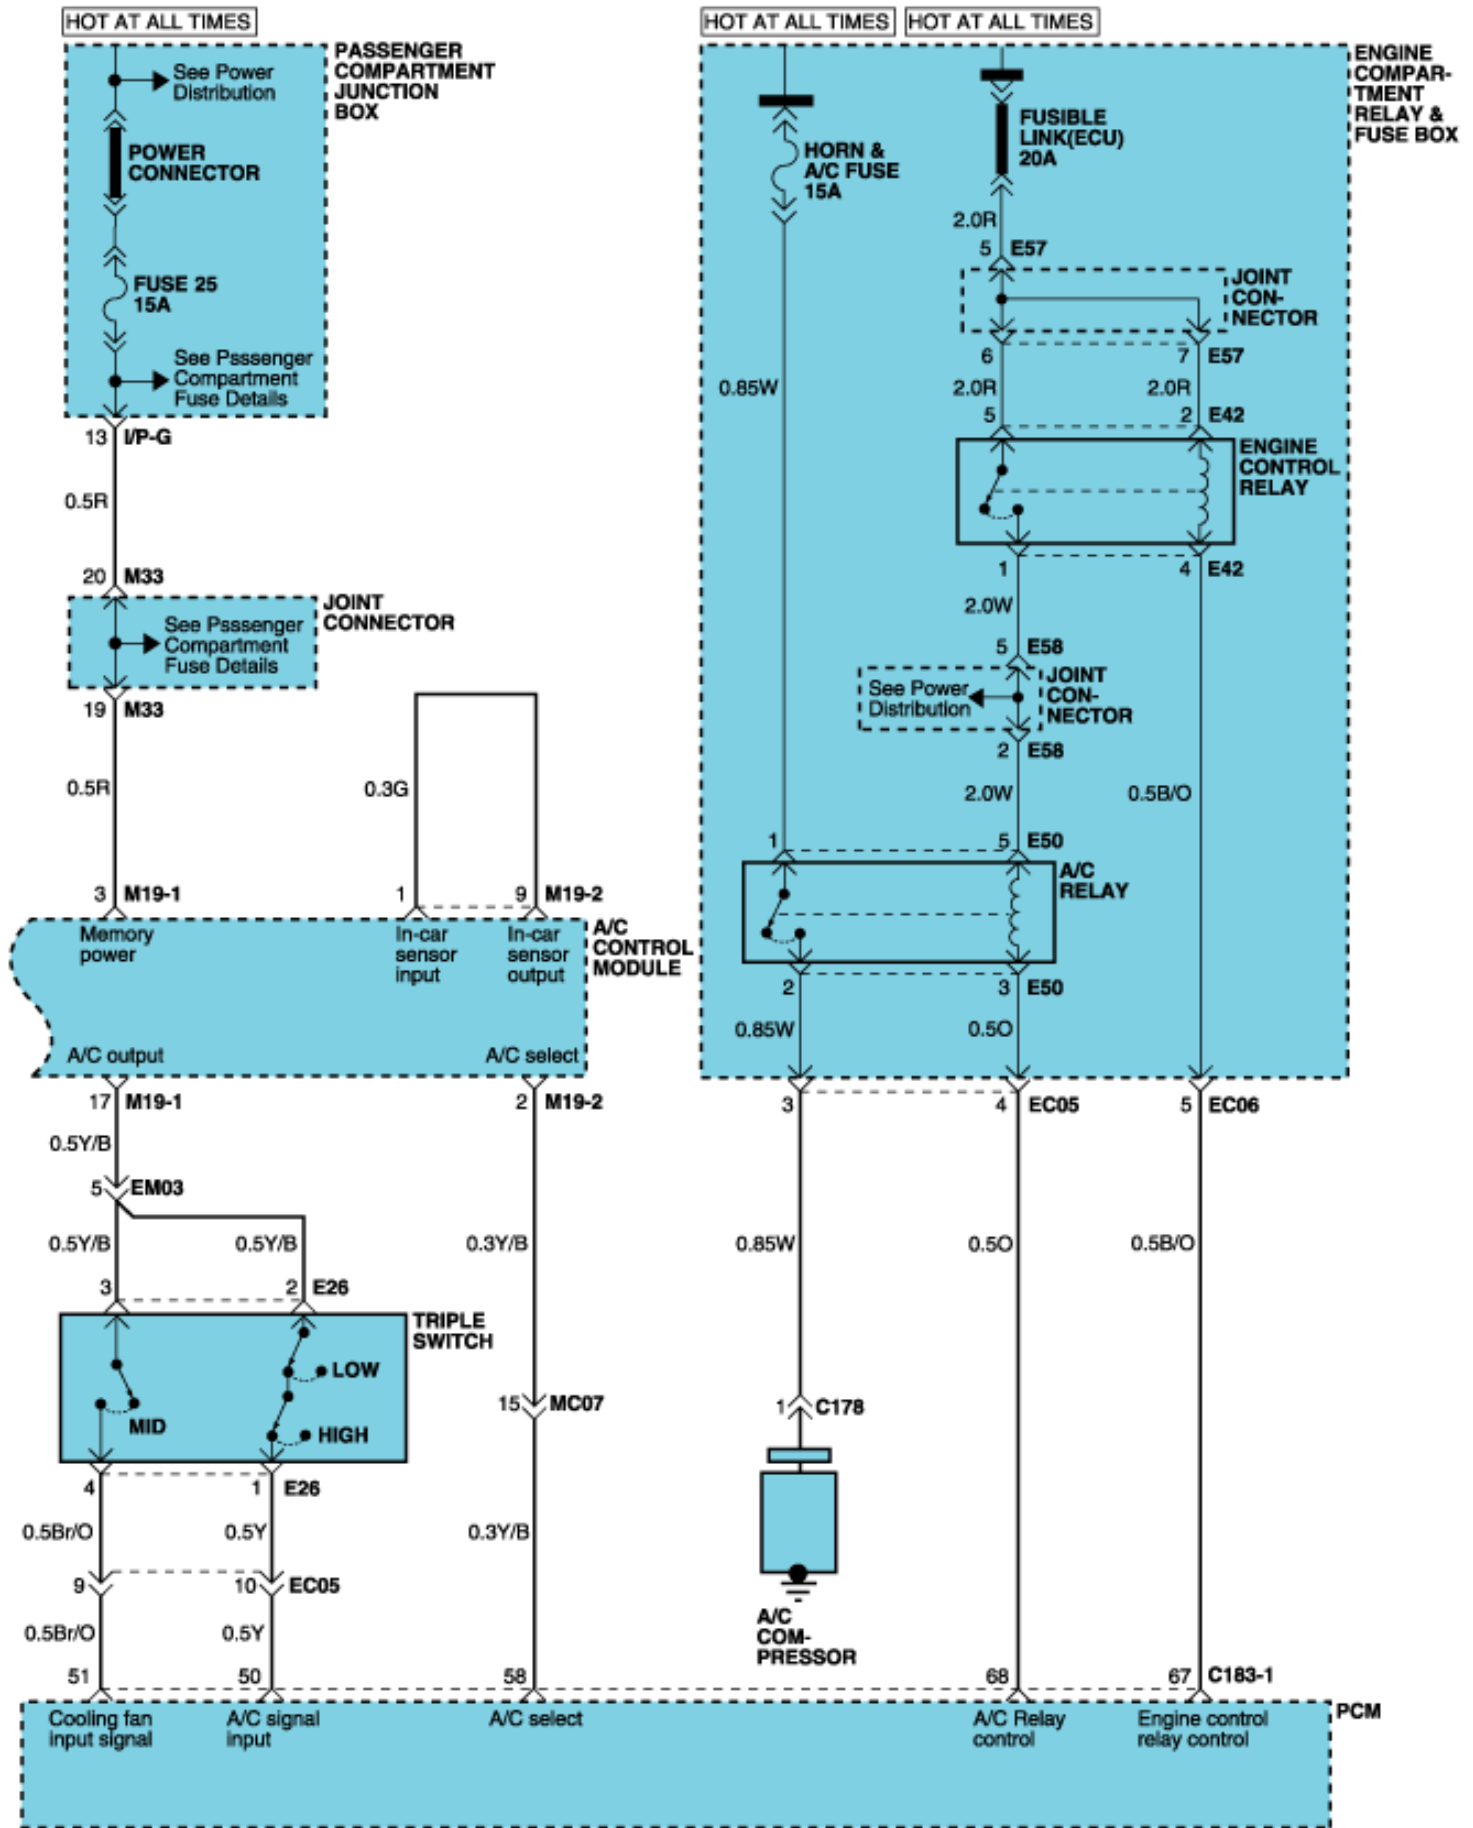 HOT AT ALL TIMES
HOT AT ALL TIMES
HOT AT ALL TIMES
PASSENGER
COMPARTMENT
JUNCTION
BOX
See Power
Distribution
POWER
CONNECTOR
FUSE 25
15A
See Psssenger
Compartment
Fuse Details
13 I/P-G
0.5R
20 M33
JOINT
CONNECTOR
See Psssenger
Compartment
Fuse Details
19 M33
0.5R
0.3G
3 M19-1
1
9 M19-2
Memory
power
In-car
sensor
input
In-car
sensor
output
A/C
CONTROL
MODULE
A/C output
A/C select
17 M19-1
2 M19-2
0.5Y/B
5 EM03
0.5Y/B
0.5Y/B
0.3Y/B
3
2 E26
TRIPLE
SWITCH
LOW
MID
HIGH
15 MC07
4
1 E26
0.5Br/O
0.5Y
0.3Y/B
9
10 EC05
0.5Br/O
0.5Y
51
50
58
ENGINE
COMPAR-
TMENT
RELAY &
FUSE BOX
HORN &
A/C FUSE
15A
FUSIBLE
LINK(ECU)
20A
2.0R
5 E57
JOINT
CON-
NECTOR
6
7 E57
0.85W
2.0R
2.0R
5
2 E42
ENGINE
CONTROL
RELAY
1
4 E42
2.0W
5 E58
See Power
Distribution
JOINT
CON-
NECTOR
2 E58
2.0W
0.5B/O
1
5 E50
A/C
RELAY
2
3 E50
0.85W
0.5O
3
4 EC05
5 EC06
0.85W
0.5O
0.5B/O
1 C178
A/C
COM-
PRESSOR
68
67 C183-1
PCM
Cooling fan
input signal
A/C signal
input
A/C select
A/C Relay
control
Engine control
relay control